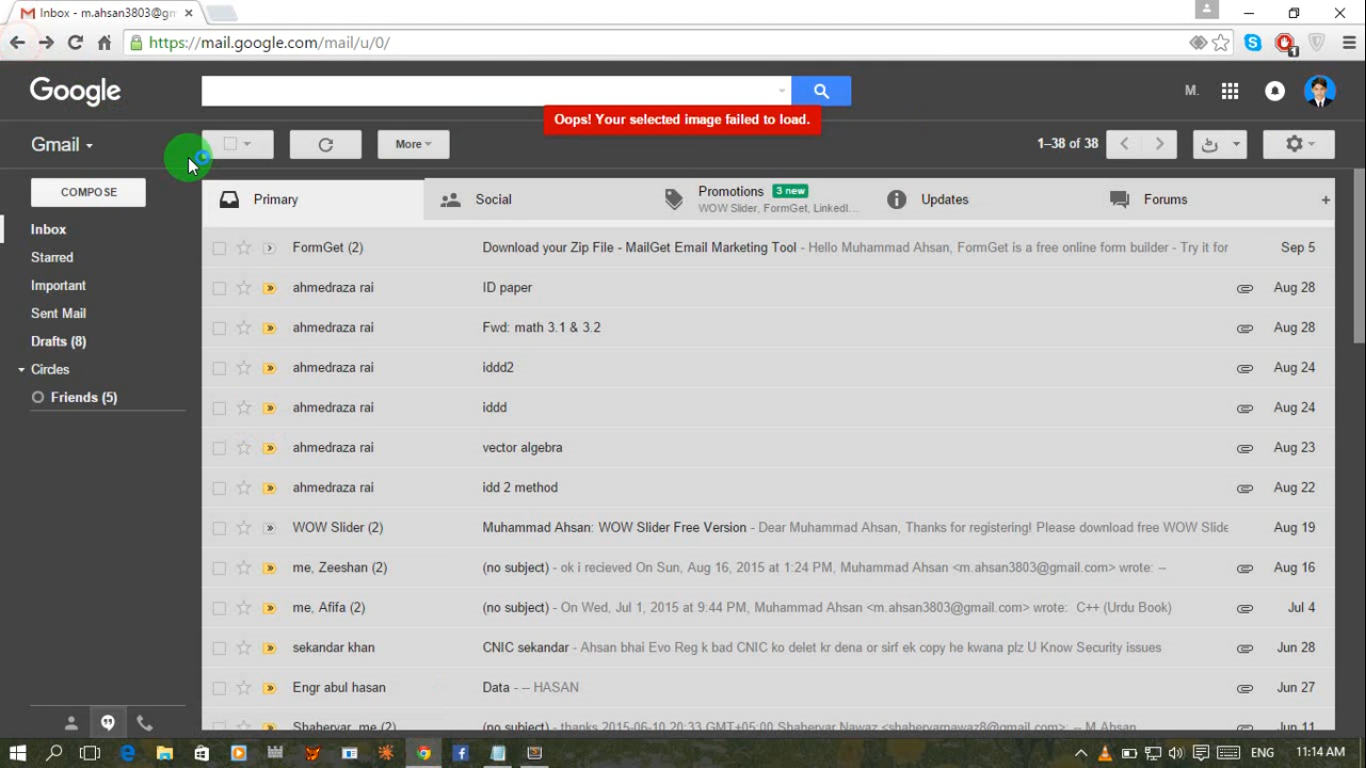 Inbox - m.ahsan3803@gm
https://mail.google.com/mail/u/0/
1
Google
M.
Oops! Your selected image failed to load.
Gmail
More
1–38 of 38
COMPOSE
Primary
Social
Promotions 3 new
WOW Slider, FormGet, LinkedI...
Updates
Forums
+
Inbox
Starred
Important
Sent Mail
Drafts (8)
Circles
Friends (5)
FormGet (2) Download your Zip File - MailGet Email Marketing Tool - Hello Muhammad Ahsan, FormGet is a free online form builder - Try it for Sep 5
ahmedraza rai ID paper Aug 28
ahmedraza rai Fwd: math 3.1 & 3.2 Aug 28
ahmedraza rai iddd2 Aug 24
ahmedraza rai iddd Aug 24
ahmedraza rai vector algebra Aug 23
ahmedraza rai idd 2 method Aug 22
WOW Slider (2) Muhammad Ahsan: WOW Slider Free Version - Dear Muhammad Ahsan, Thanks for registering! Please download free WOW Slide Aug 19
me, Zeeshan (2) (no subject) - ok i recieved On Sun, Aug 16, 2015 at 1:24 PM, Muhammad Ahsan <m.ahsan3803@gmail.com> wrote: -- Aug 16
me, Afifa (2) (no subject) - On Wed, Jul 1, 2015 at 9:44 PM, Muhammad Ahsan <m.ahsan3803@gmail.com> wrote: C++ (Urdu Book) Jul 4
sekandar khan CNIC sekandar - Ahsan bhai Evo Reg k bad CNIC ko delet kr dena or sirf ek copy he kwana plz U Know Security issues Jun 28
Engr abul hasan Data - -- HASAN Jun 27
Shaheryar, me (2) (no subject) - thanks 2015-06-10 20:33 GMT+05:00 Shaheryar Nawaz <shaheryarnawaz8@gmail.com>: -- M.Ahsan Jun 11
ENG 11:14 AM